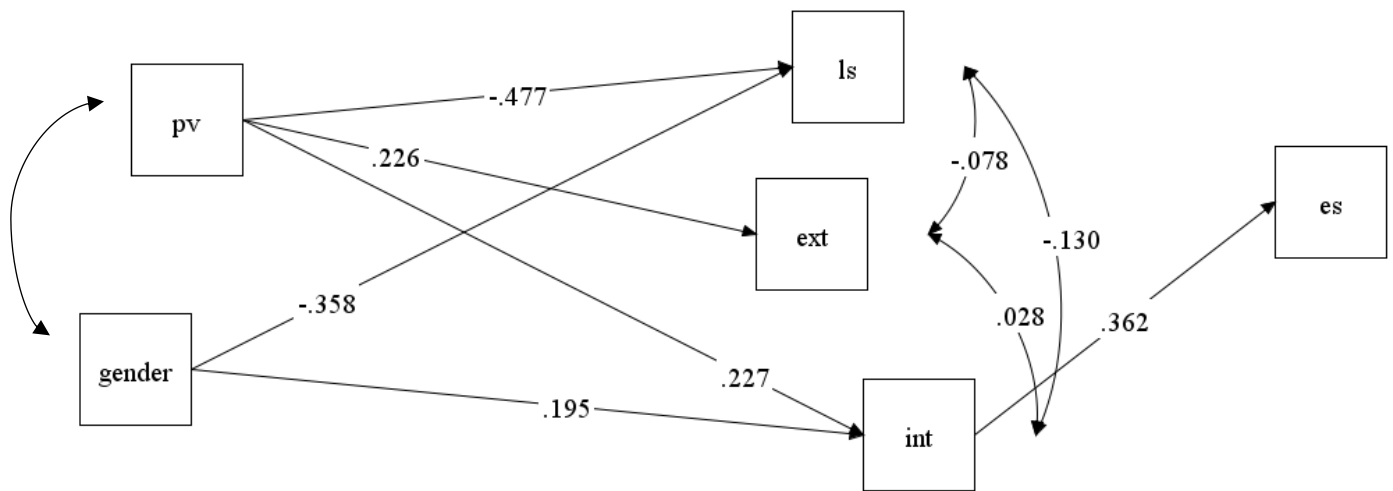 ls
pv
-.477
.226
-.078
es
ext
-.130
-.358
.028
.362
gender
.227
.195
int